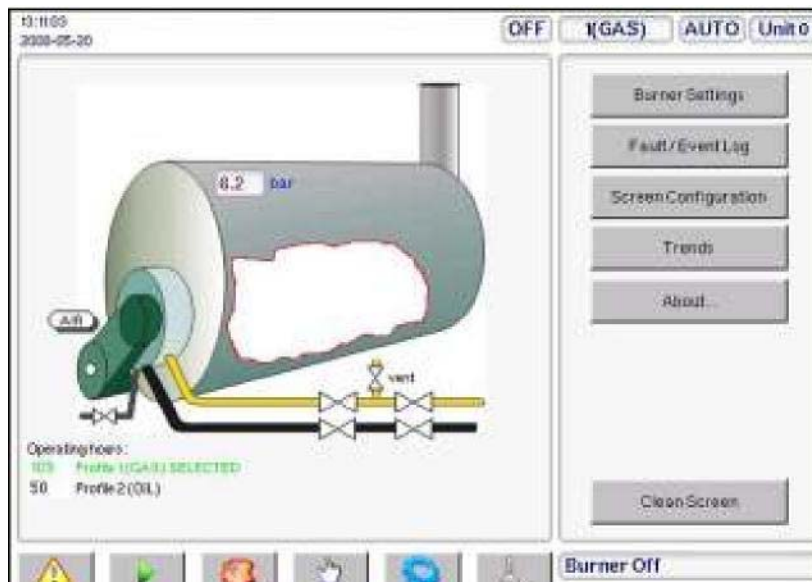 13:11:03
2008-05-20
OFF
1(GAS)
AUTO
Unit 0
8.2 bar
Burner Settings
Fault / Event Log
Screen Configuration
Trends
About...
AIR
vent
Operating hours:
Profile 1(GAS) SELECTED
50 Profile 2 (OIL)
Clean Screen
Burner Off